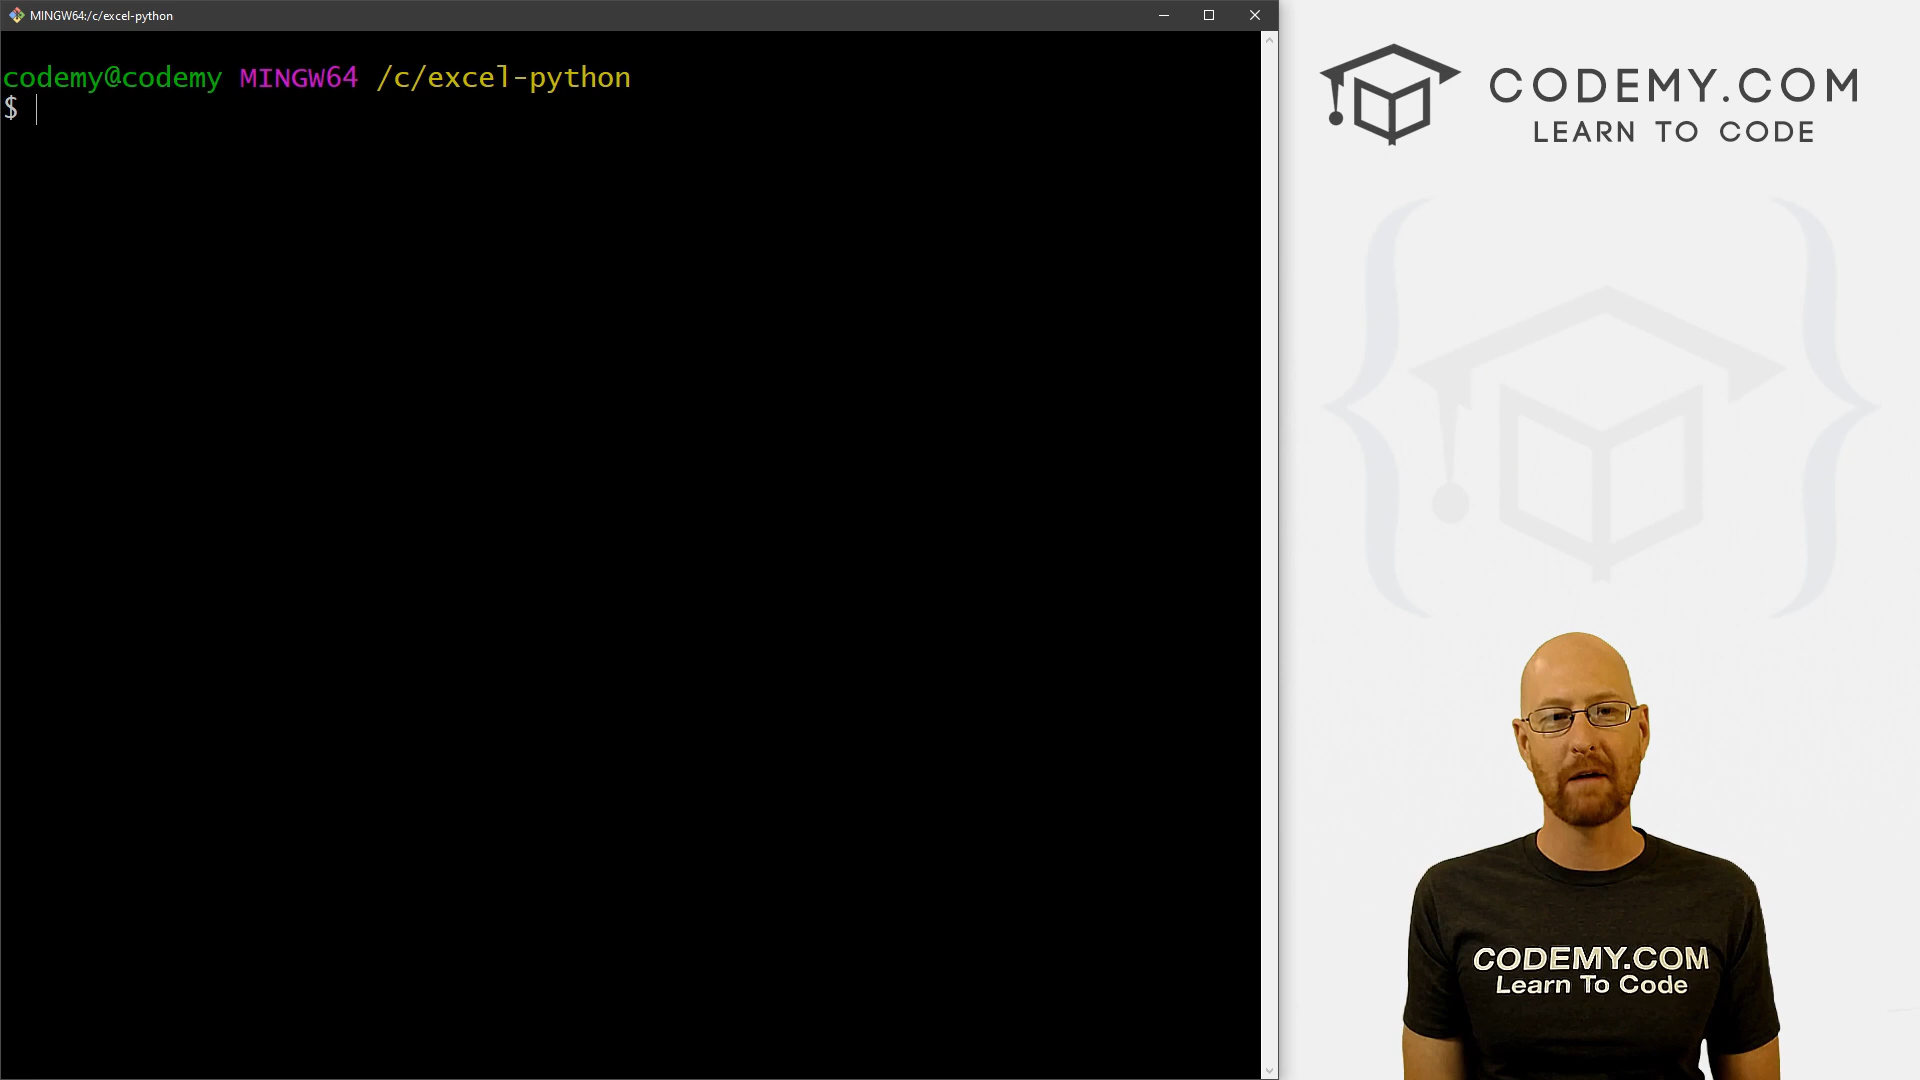 MINGW64:/c/excel-python
codemy@codemy MINGW64 /c/excel-python
$
CODEMY.COM
LEARN TO CODE
CODEMY.COM
Learn To Code